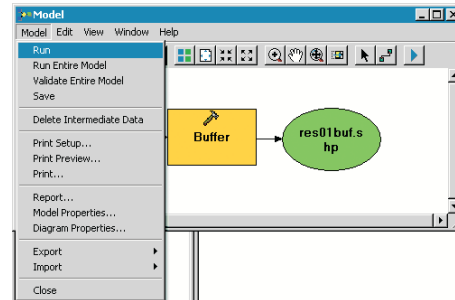 Model
Model Edit View Window Help
Run
Run Entire Model
Validate Entire Model
Save
Delete Intermediate Data
Print Setup...
Print Preview...
Print...
Report...
Model Properties...
Diagram Properties...
Export
Import
Close
Buffer
res01buf.s
hp